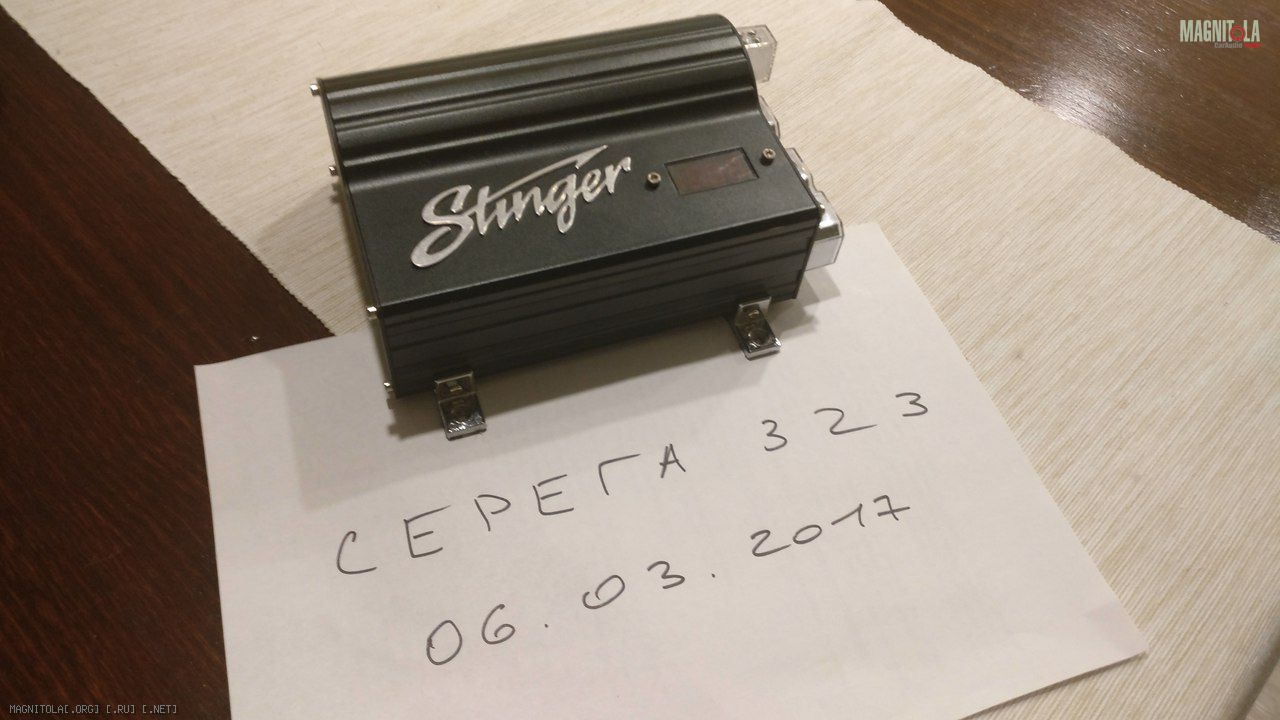 MAGNITOLA
Stinger
СЕРЕГА 323
06.03.2017
MAGNITOLA[.ORG] [.RU] [.NET]